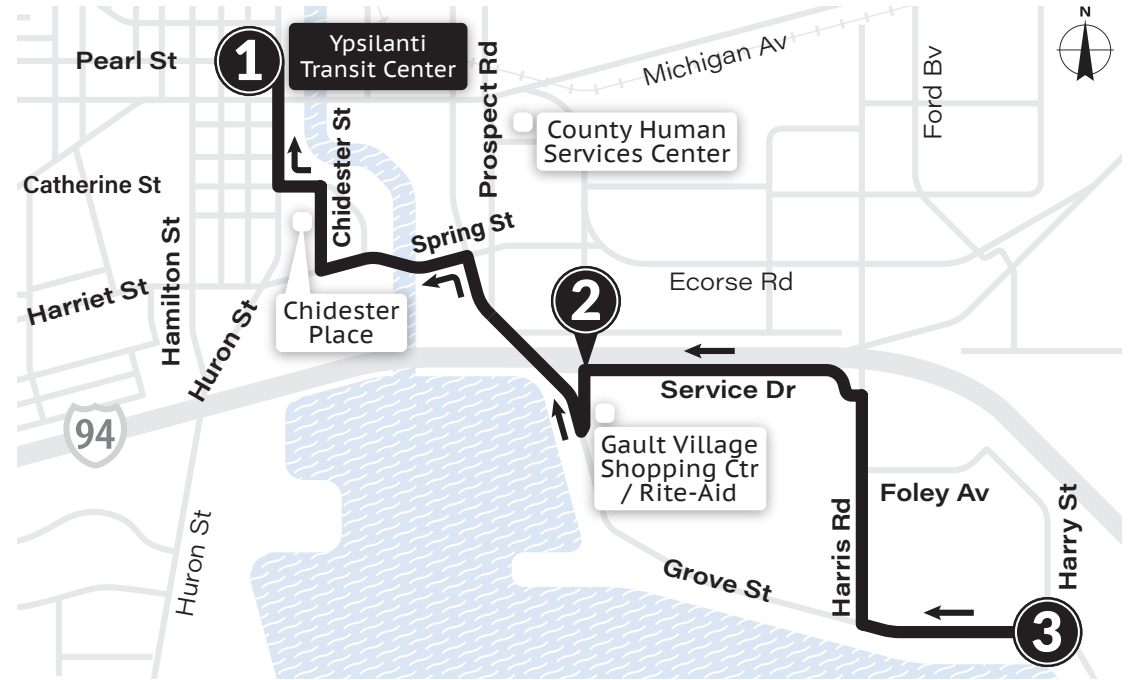 N
Pearl St
1
Ypsilanti
Transit Center
Prospect Rd
Michigan Av
Ford Bv
Chidester St
County Human
Services Center
Catherine St
Hamilton St
Spring St
Harriet St
Huron St
Chidester
Place
2
Ecorse Rd
Service Dr
94
Gault Village
Shopping Ctr
/ Rite-Aid
Foley Av
Harry St
Harris Rd
Huron St
Grove St
3